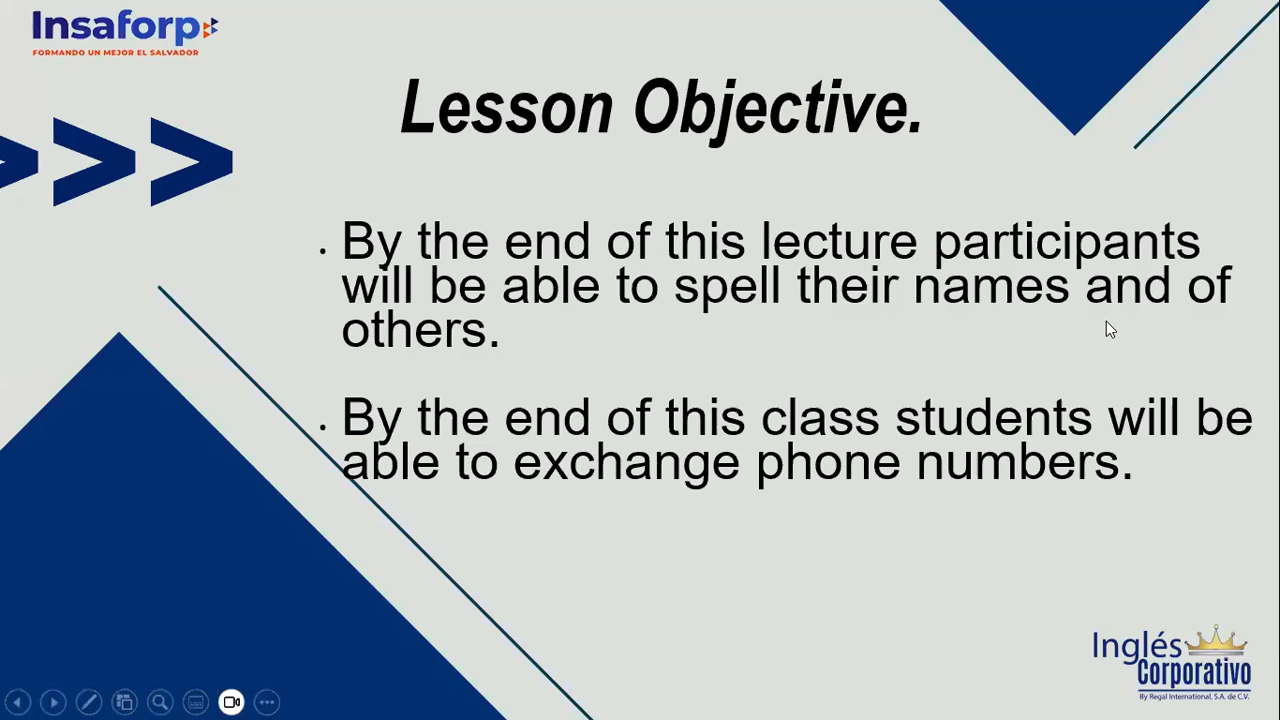 Insaforp
FORMANDO UN MEJOR EL SALVADOR
Lesson Objective.
• By the end of this lecture participants
will be able to spell their names and of
others.
• By the end of this class students will be
able to exchange phone numbers.
Inglés
Corporativo
By Regal International, S.A. de C.V.